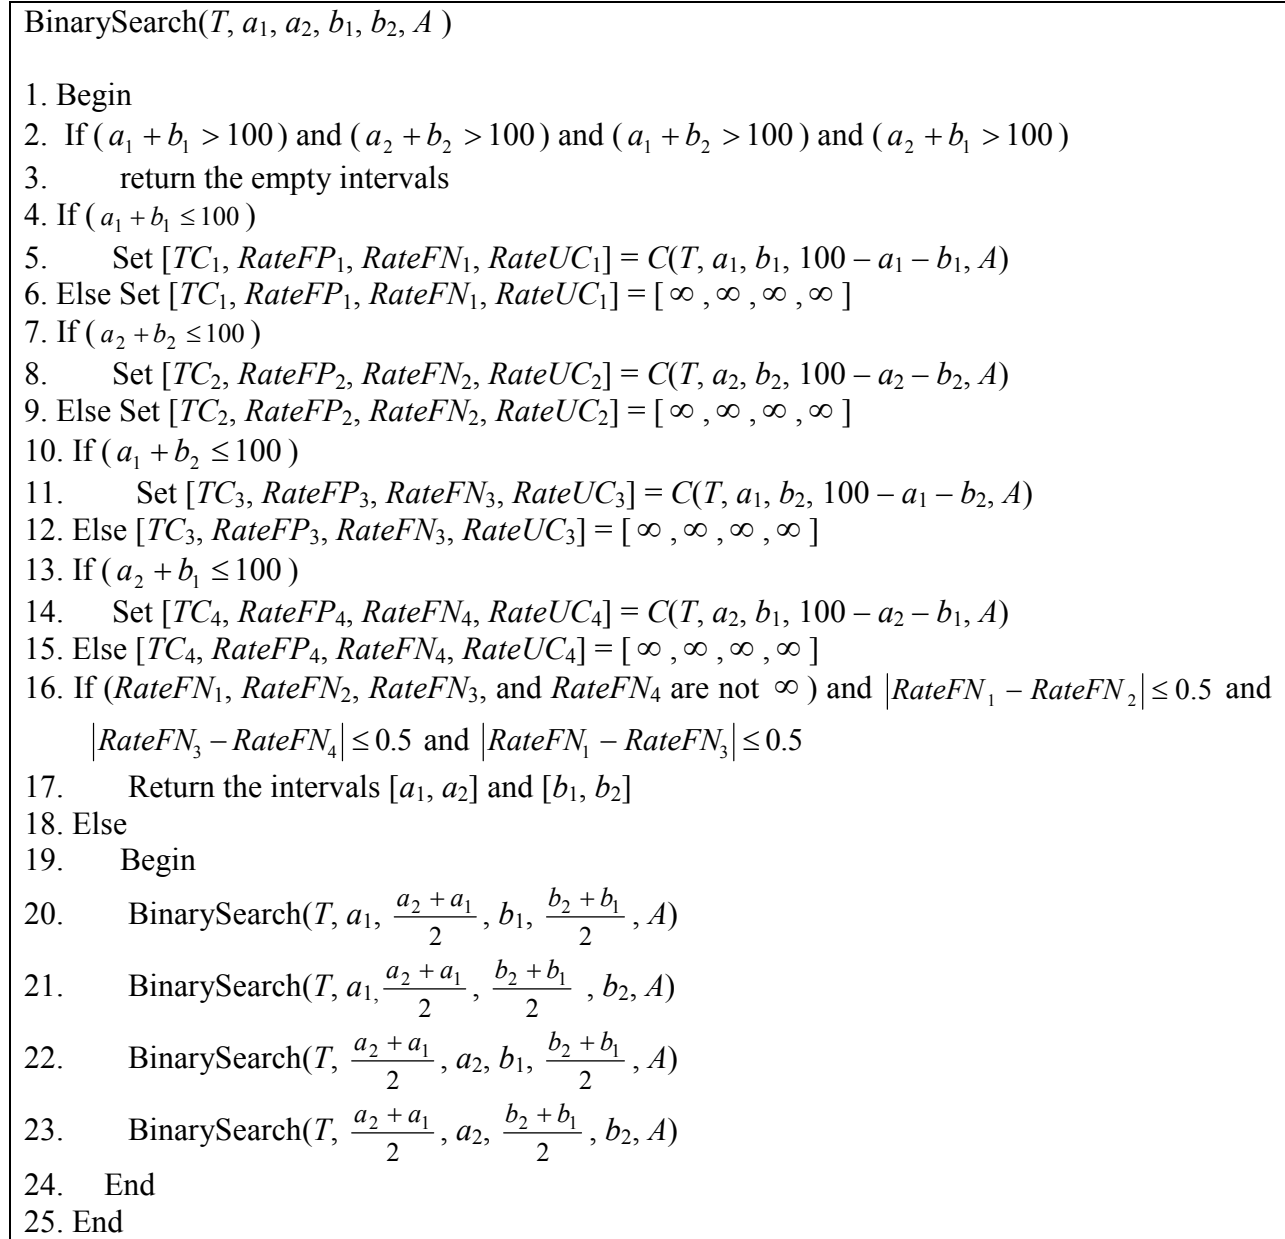 BinarySearch(T, a₁, a₂, b₁, b₂, A )
1. Begin
2. If ( a₁ + b₁ > 100 ) and ( a₂ + b₂ > 100 ) and ( a₁ + b₂ > 100 ) and ( a₂ + b₁ > 100 )
3. return the empty intervals
4. If ( a₁ + b₁ ≤ 100 )
5. Set [TC₁, RateFP₁, RateFN₁, RateUC₁] = C(T, a₁, b₁, 100 – a₁ – b₁, A)
6. Else Set [TC₁, RateFP₁, RateFN₁, RateUC₁] = [ ∞ , ∞ , ∞ , ∞ ]
7. If ( a₂ + b₂ ≤ 100 )
8. Set [TC₂, RateFP₂, RateFN₂, RateUC₂] = C(T, a₂, b₂, 100 – a₂ – b₂, A)
9. Else Set [TC₂, RateFP₂, RateFN₂, RateUC₂] = [ ∞ , ∞ , ∞ , ∞ ]
10. If ( a₁ + b₂ ≤ 100 )
11. Set [TC₃, RateFP₃, RateFN₃, RateUC₃] = C(T, a₁, b₂, 100 – a₁ – b₂, A)
12. Else [TC₃, RateFP₃, RateFN₃, RateUC₃] = [ ∞ , ∞ , ∞ , ∞ ]
13. If ( a₂ + b₁ ≤ 100 )
14. Set [TC₄, RateFP₄, RateFN₄, RateUC₄] = C(T, a₂, b₁, 100 – a₂ – b₁, A)
15. Else [TC₄, RateFP₄, RateFN₄, RateUC₄] = [ ∞ , ∞ , ∞ , ∞ ]
16. If (RateFN₁, RateFN₂, RateFN₃, and RateFN₄ are not ∞ ) and |RateFN₁ − RateFN₂| ≤ 0.5 and
|RateFN₃ − RateFN₄| ≤ 0.5 and |RateFN₁ − RateFN₃| ≤ 0.5
17. Return the intervals [a₁, a₂] and [b₁, b₂]
18. Else
19. Begin
20. BinarySearch(T, a₁, (a₂ + a₁)/2 , b₁, (b₂ + b₁)/2 , A)
21. BinarySearch(T, a₁, (a₂ + a₁)/2 , (b₂ + b₁)/2 , b₂, A)
22. BinarySearch(T, (a₂ + a₁)/2 , a₂, b₁, (b₂ + b₁)/2 , A)
23. BinarySearch(T, (a₂ + a₁)/2 , a₂, (b₂ + b₁)/2 , b₂, A)
24. End
25. End